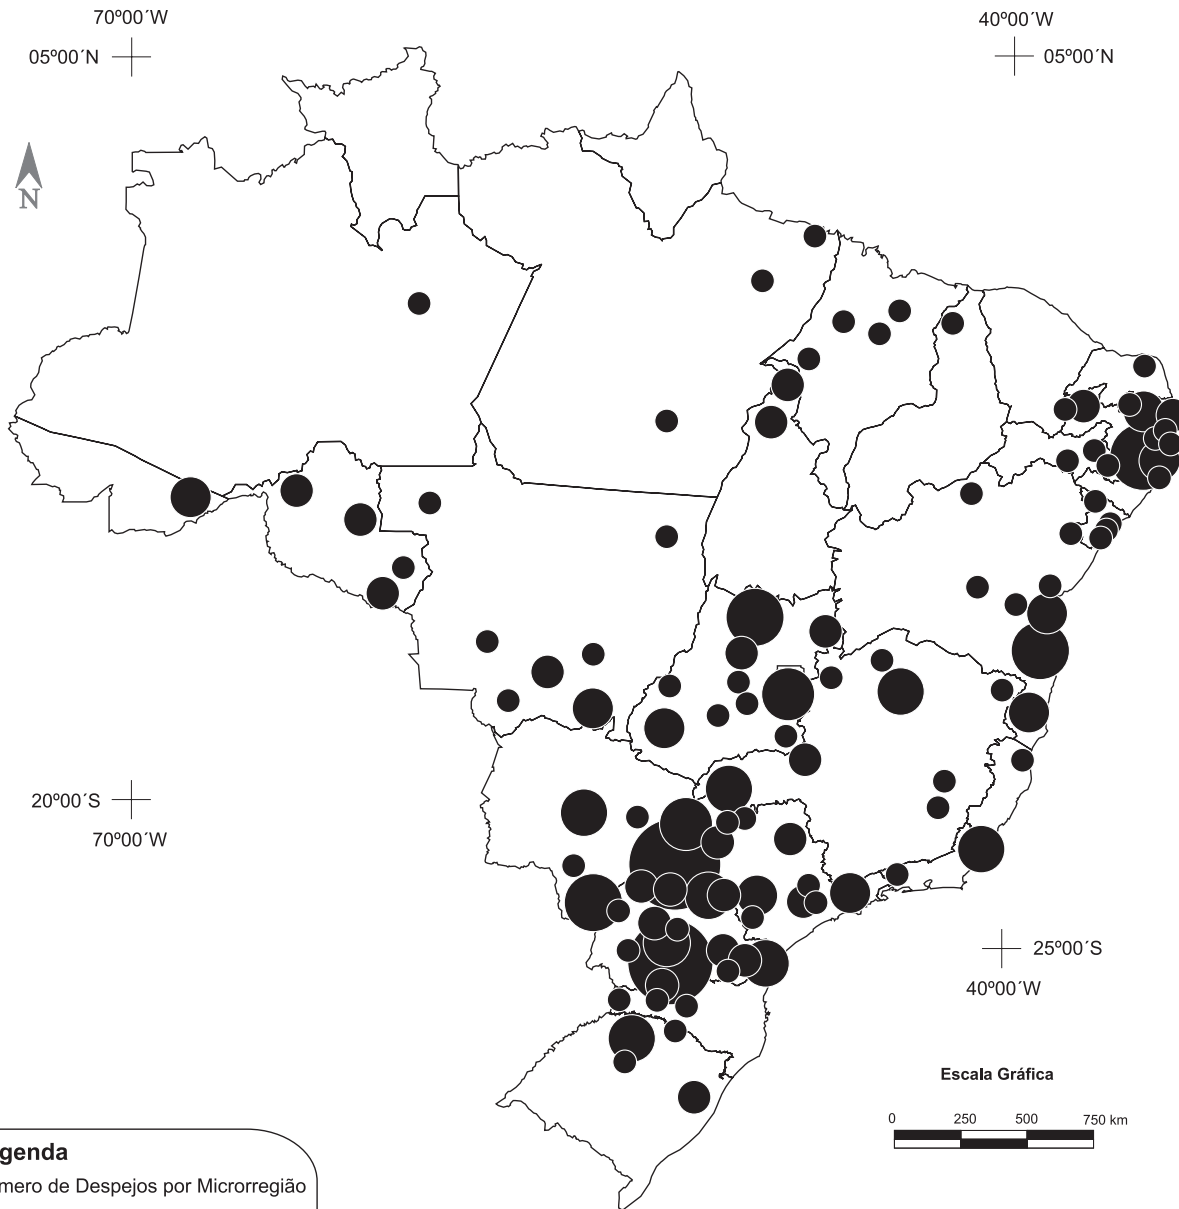 70º00´W
40º00´W
05º00´N
05º00´N
N
20º00´S
70º00´W
25º00´S
40º00´W
Escala Gráfica
0 250 500 750 km
genda
mero de Despejos por Microrregião